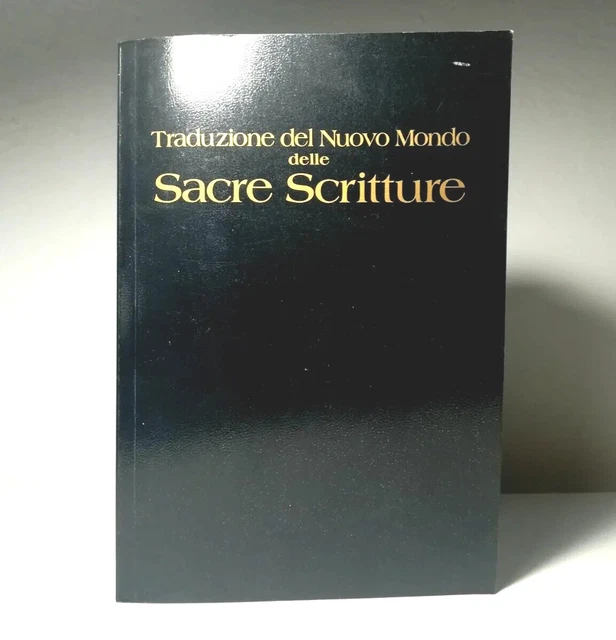 Traduzione del Nuovo Mondo
delle
Sacre Scritture